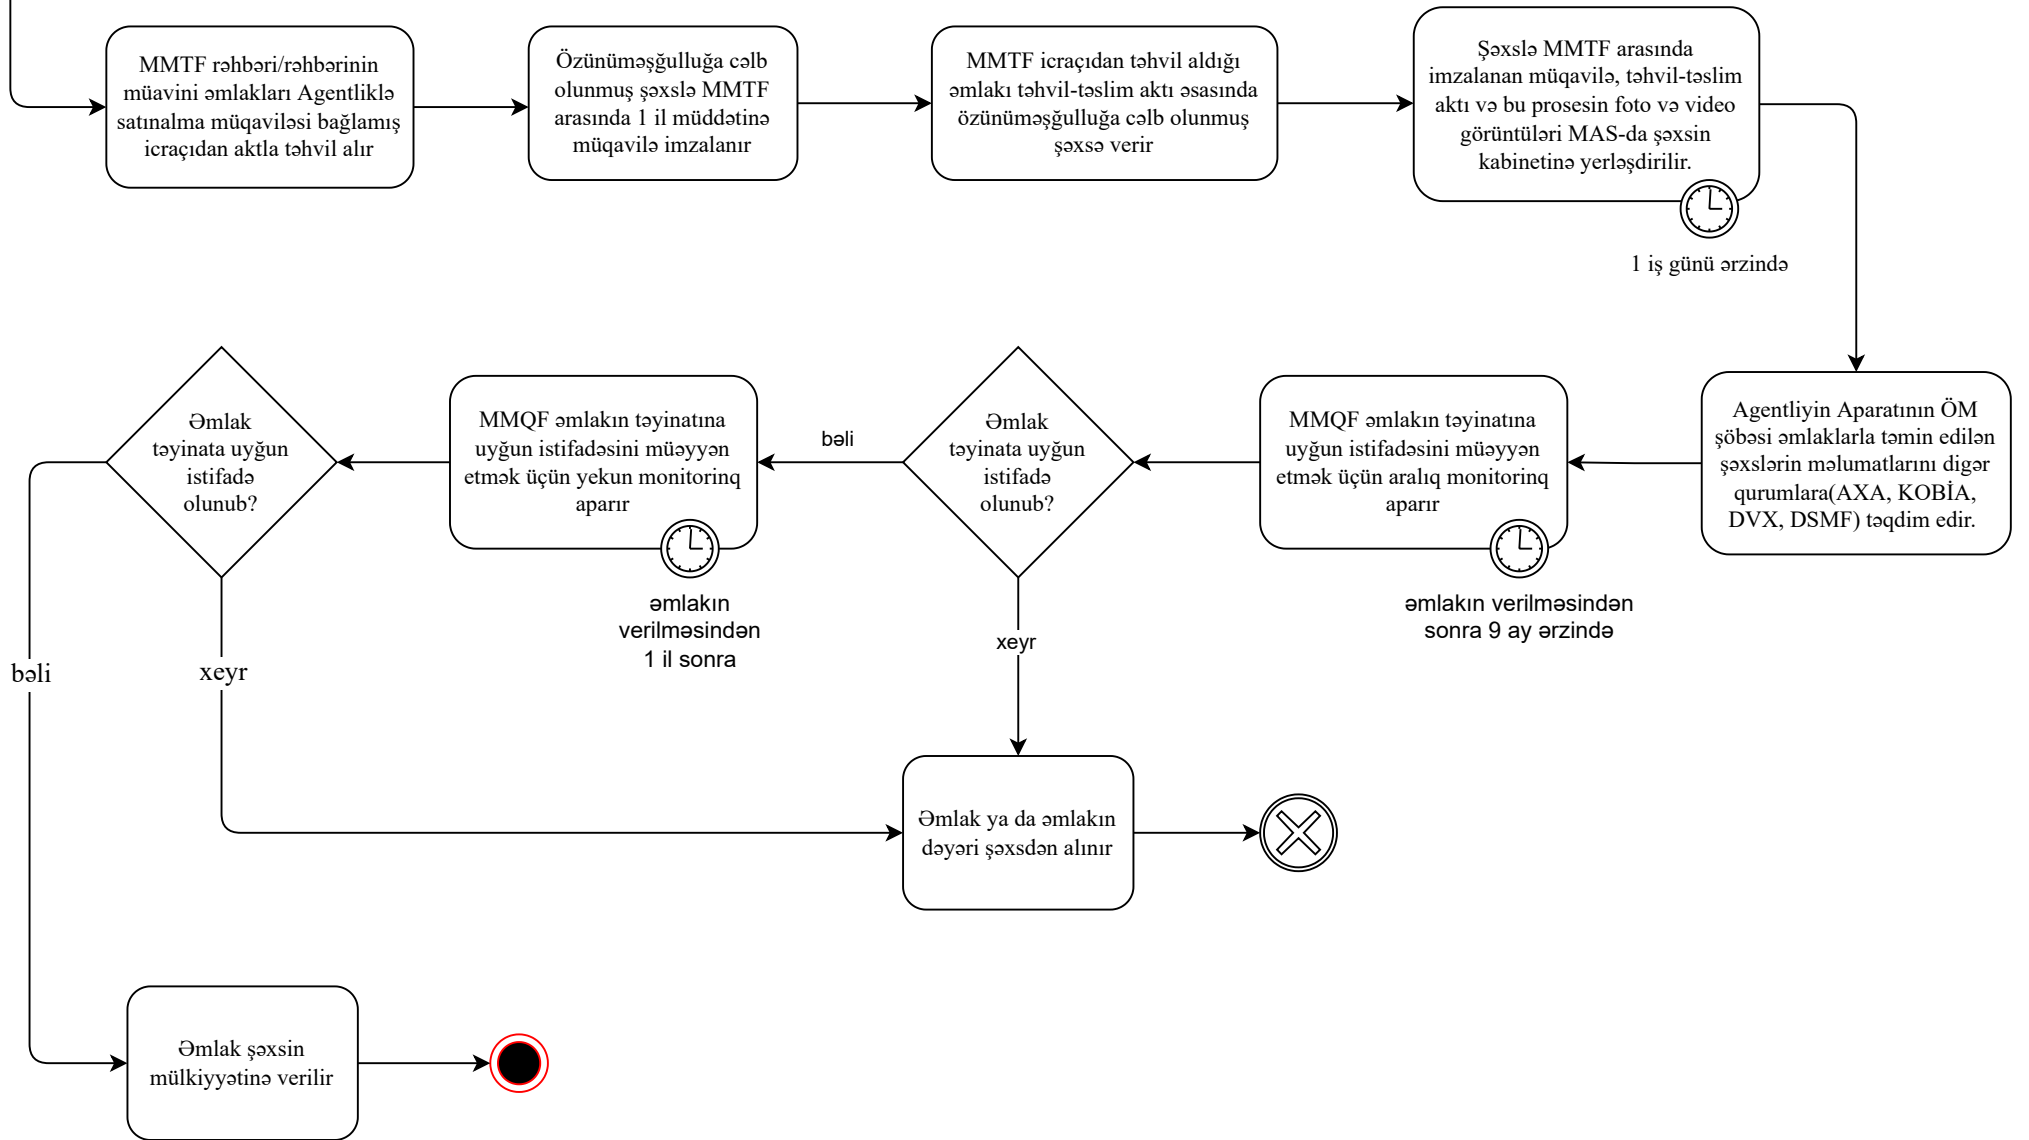 MMTF rəhbəri/rəhbərinin
müavini əmlakları Agentliklə
satınalma müqaviləsi bağlamış
icraçıdan aktla təhvil alır
Özünüməşğulluğa cəlb
olunmuş şəxslə MMTF
arasında 1 il müddətinə
müqavilə imzalanır
MMTF icraçıdan təhvil aldığı
əmlakı təhvil-təslim aktı əsasında
özünüməşğulluğa cəlb olunmuş
şəxsə verir
Şəxslə MMTF arasında
imzalanan müqavilə, təhvil-təslim
aktı və bu prosesin foto və video
görüntüləri MAS-da şəxsin
kabinetinə yerləşdirilir.
1 iş günü ərzində
Agentliyin Aparatının ÖM
şöbəsi əmlaklarla təmin edilən
şəxslərin məlumatlarını digər
qurumlara(AXA, KOBİA,
DVX, DSMF) təqdim edir.
MMQF əmlakın təyinatına
uyğun istifadəsini müəyyən
etmək üçün aralıq monitorinq
aparır
əmlakın verilməsindən
sonra 9 ay ərzində
Əmlak
təyinata uyğun
istifadə
olunub?
bəli
xeyr
MMQF əmlakın təyinatına
uyğun istifadəsini müəyyən
etmək üçün yekun monitorinq
aparır
əmlakın
verilməsindən
1 il sonra
Əmlak
təyinata uyğun
istifadə
olunub?
bəli
xeyr
Əmlak ya da əmlakın
dəyəri şəxsdən alınır
Əmlak şəxsin
mülkiyyətinə verilir